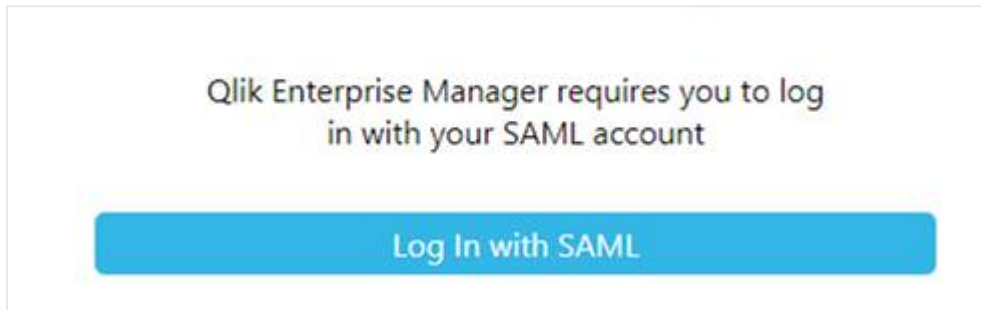 Qlik Enterprise Manager requires you to log
in with your SAML account
Log In with SAML